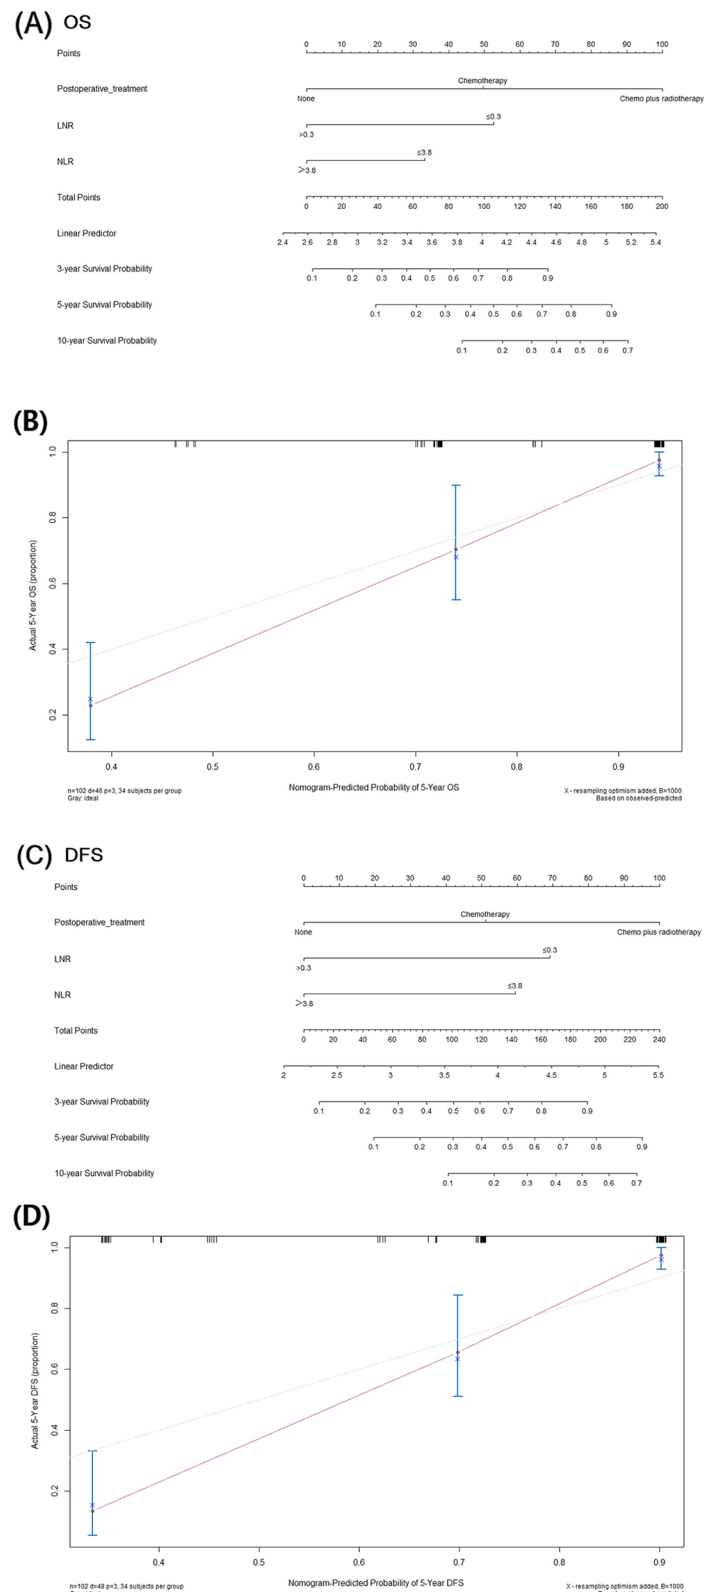 (A) OS
Points
0 10 20 30 40 50 60 70 80 90 100
Postoperative_treatment
Chemotherapy
None
Chemo plus radiotherapy
LNR
≤0.3
>0.3
NLR
≤3.8
>3.8
Total Points
0 20 40 60 80 100 120 140 160 180 200
Linear Predictor
2.4 2.6 2.8 3 3.2 3.4 3.6 3.8 4 4.2 4.4 4.6 4.8 5 5.2 5.4
3-year Survival Probability
0.1 0.2 0.3 0.4 0.5 0.6 0.7 0.8 0.9
5-year Survival Probability
0.1 0.2 0.3 0.4 0.5 0.6 0.7 0.8 0.9
10-year Survival Probability
0.1 0.2 0.3 0.4 0.5 0.6 0.7
(B)
Actual 5-Year OS (proportion)
1.0
0.8
0.6
0.4
0.2
0.4 0.5 0.6 0.7 0.8 0.9
Nomogram-Predicted Probability of 5-Year OS
n=102 d=46 p=3, 34 subjects per group
Gray: ideal
X - resampling optimism added, B=1000
Based on observed-predicted
(C) DFS
Points
0 10 20 30 40 50 60 70 80 90 100
Postoperative_treatment
Chemotherapy
None
Chemo plus radiotherapy
LNR
≤0.3
>0.3
NLR
≤3.8
>3.8
Total Points
0 20 40 60 80 100 120 140 160 180 200 220 240
Linear Predictor
2 2.5 3 3.5 4 4.5 5 5.5
3-year Survival Probability
0.1 0.2 0.3 0.4 0.5 0.6 0.7 0.8 0.9
5-year Survival Probability
0.1 0.2 0.3 0.4 0.5 0.6 0.7 0.8 0.9
10-year Survival Probability
0.1 0.2 0.3 0.4 0.5 0.6 0.7
(D)
Actual 5-Year DFS (proportion)
1.0
0.8
0.6
0.4
0.2
0.4 0.5 0.6 0.7 0.8 0.9
Nomogram-Predicted Probability of 5-Year DFS
n=102 d=48 p=3, 34 subjects per group
X - resampling optimism added, B=1000